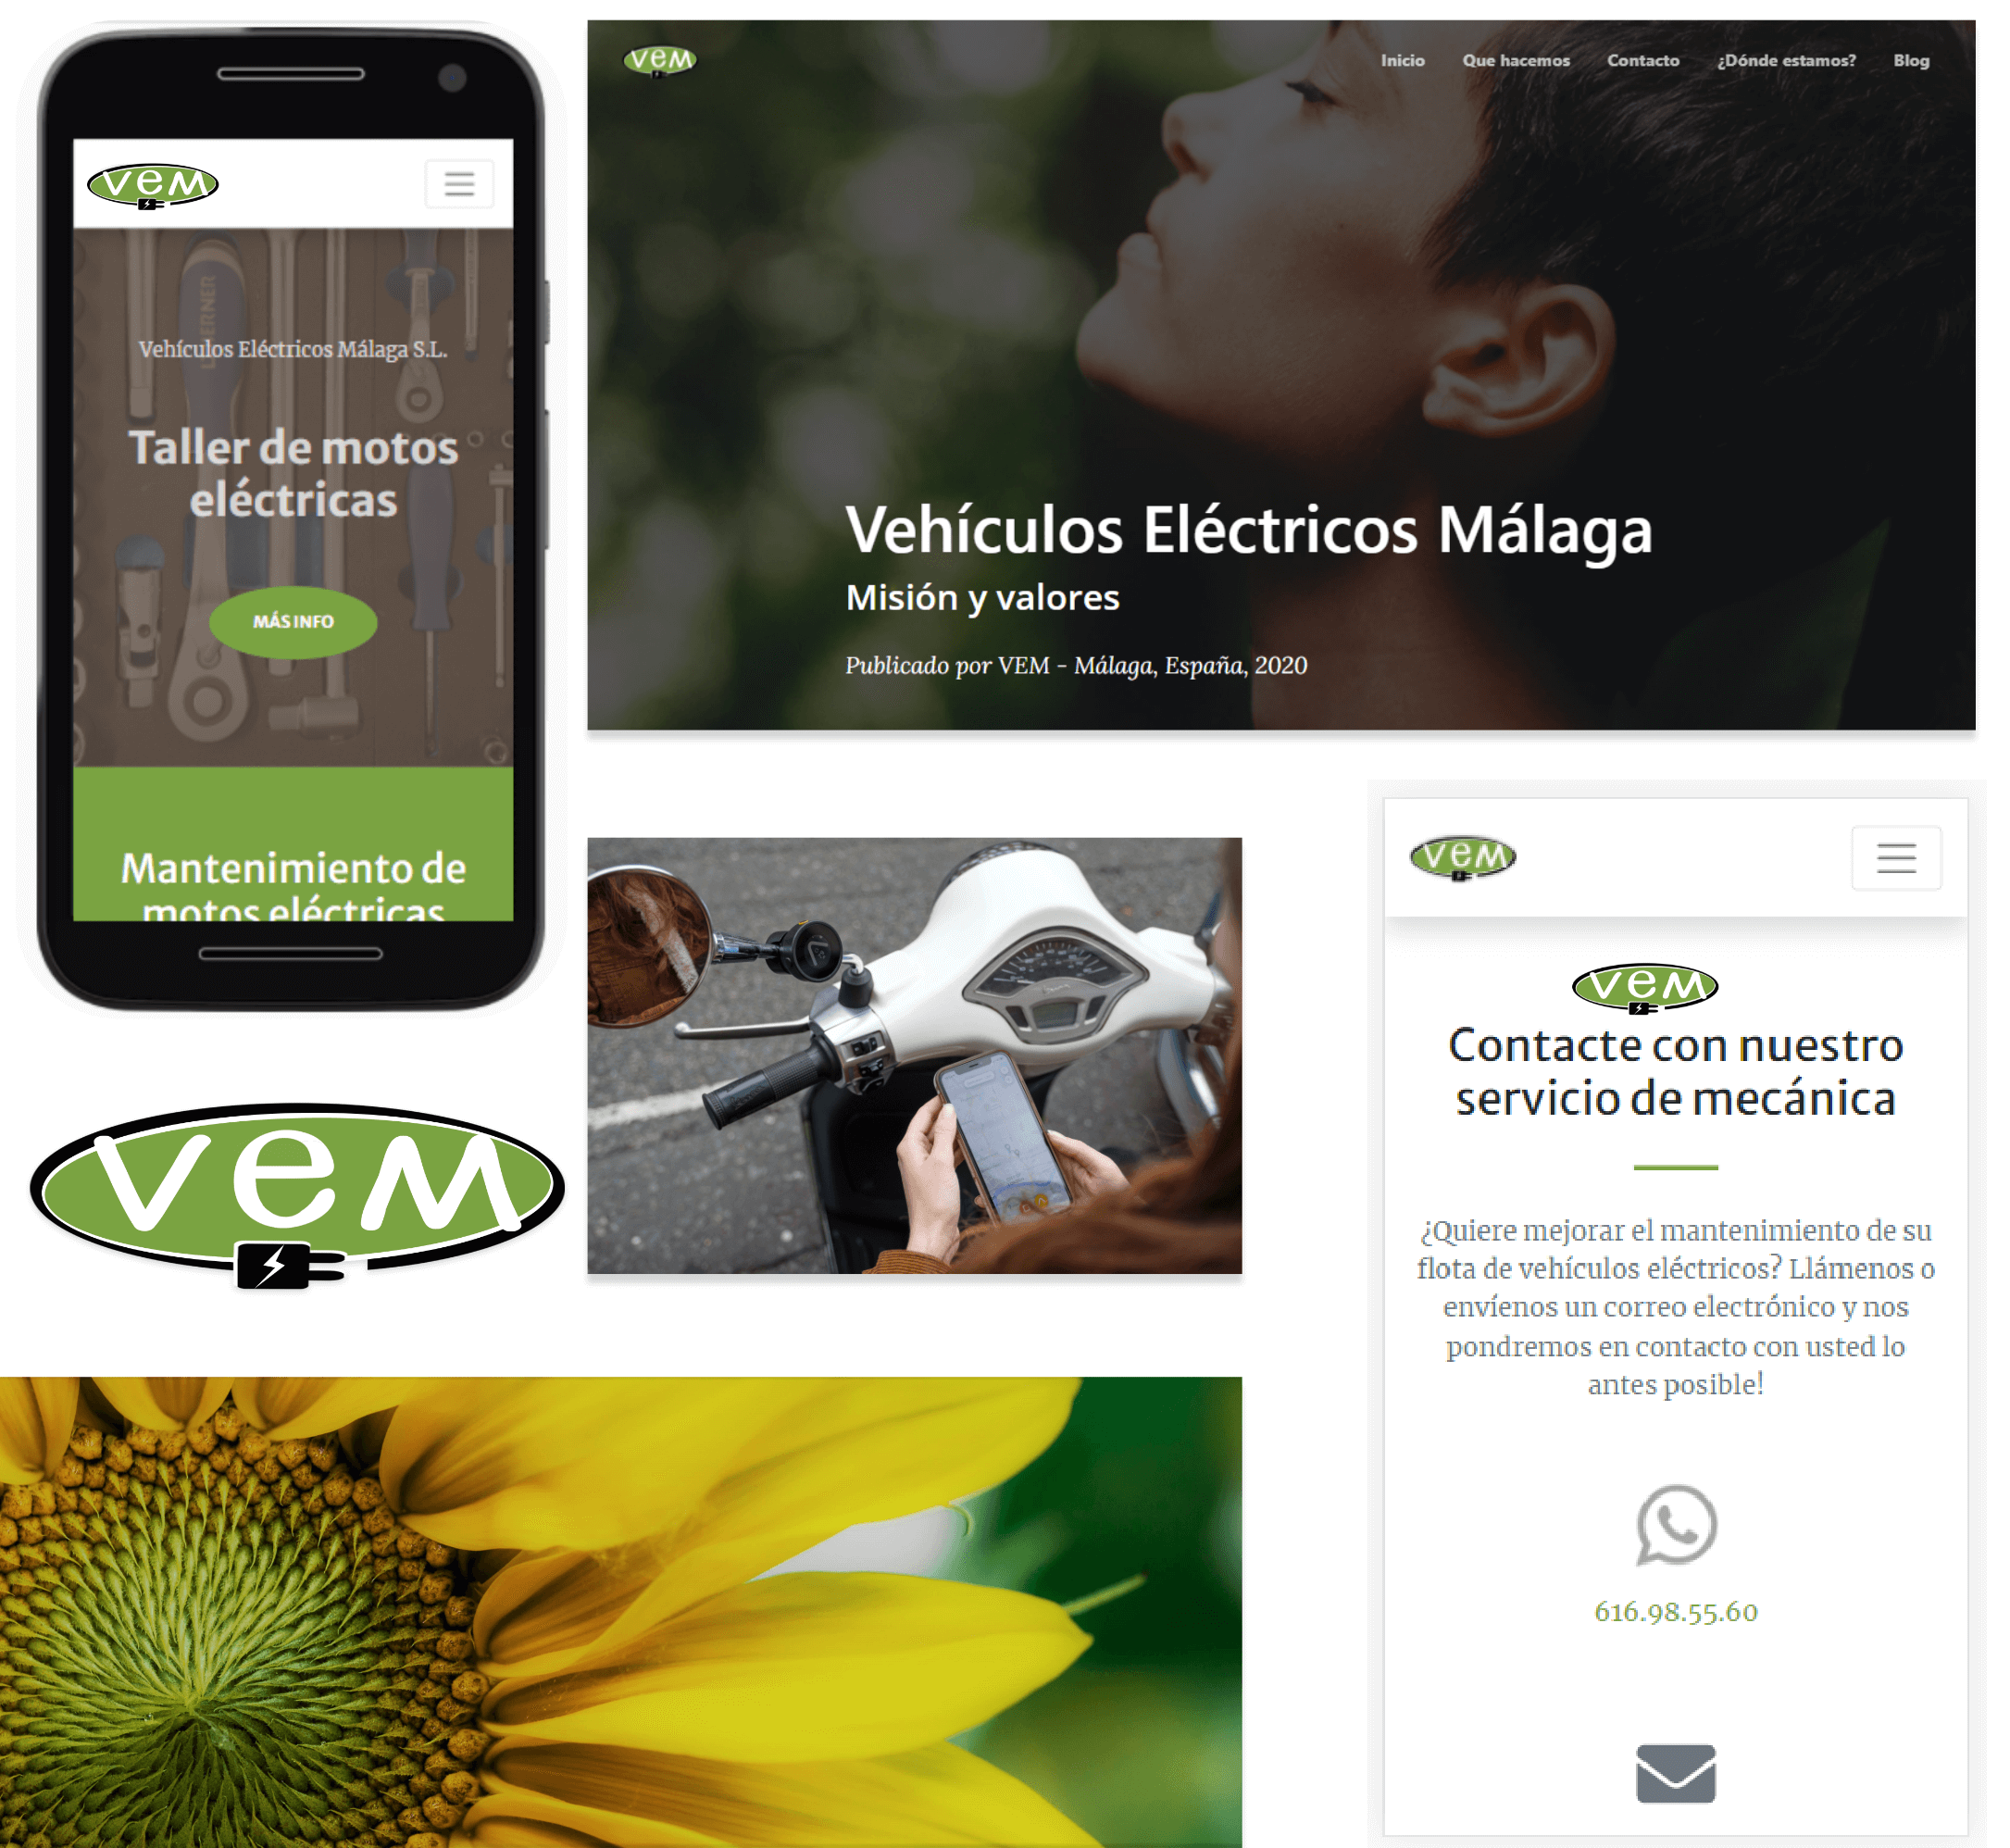 vem
LERNER
Vehículos Eléctricos Málaga S.L.
Taller de motos
eléctricas
MÁS INFO
Mantenimiento de
motos eléctricas
vem
Inicio Que hacemos Contacto ¿Dónde estamos? Blog
Vehículos Eléctricos Málaga
Misión y valores
Publicado por VEM - Málaga, España, 2020
vem
vem
vem
Contacte con nuestro
servicio de mecánica
¿Quiere mejorar el mantenimiento de su
flota de vehículos eléctricos? Llámenos o
envíenos un correo electrónico y nos
pondremos en contacto con usted lo
antes posible!
616.98.55.60